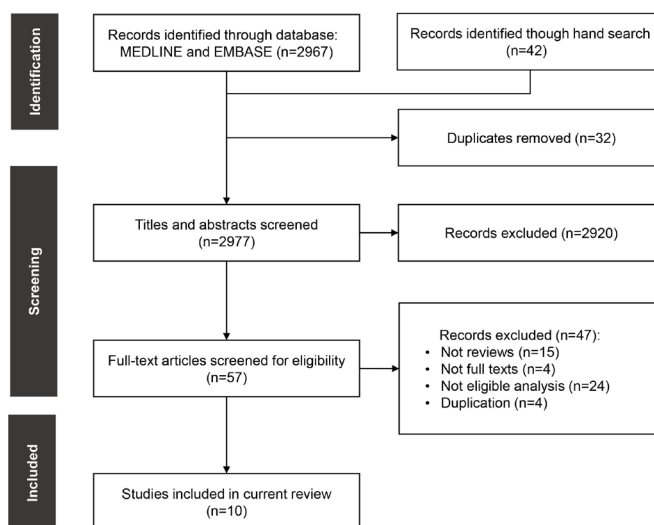 Identification
Records identified through database:
MEDLINE and EMBASE (n=2967)
Records identified though hand search
(n=42)
Duplicates removed (n=32)
Screening
Titles and abstracts screened
(n=2977)
Records excluded (n=2920)
Full-text articles screened for eligibility
(n=57)
Records excluded (n=47):
• Not reviews (n=15)
• Not full texts (n=4)
• Not eligible analysis (n=24)
• Duplication (n=4)
Included
Studies included in current review
(n=10)